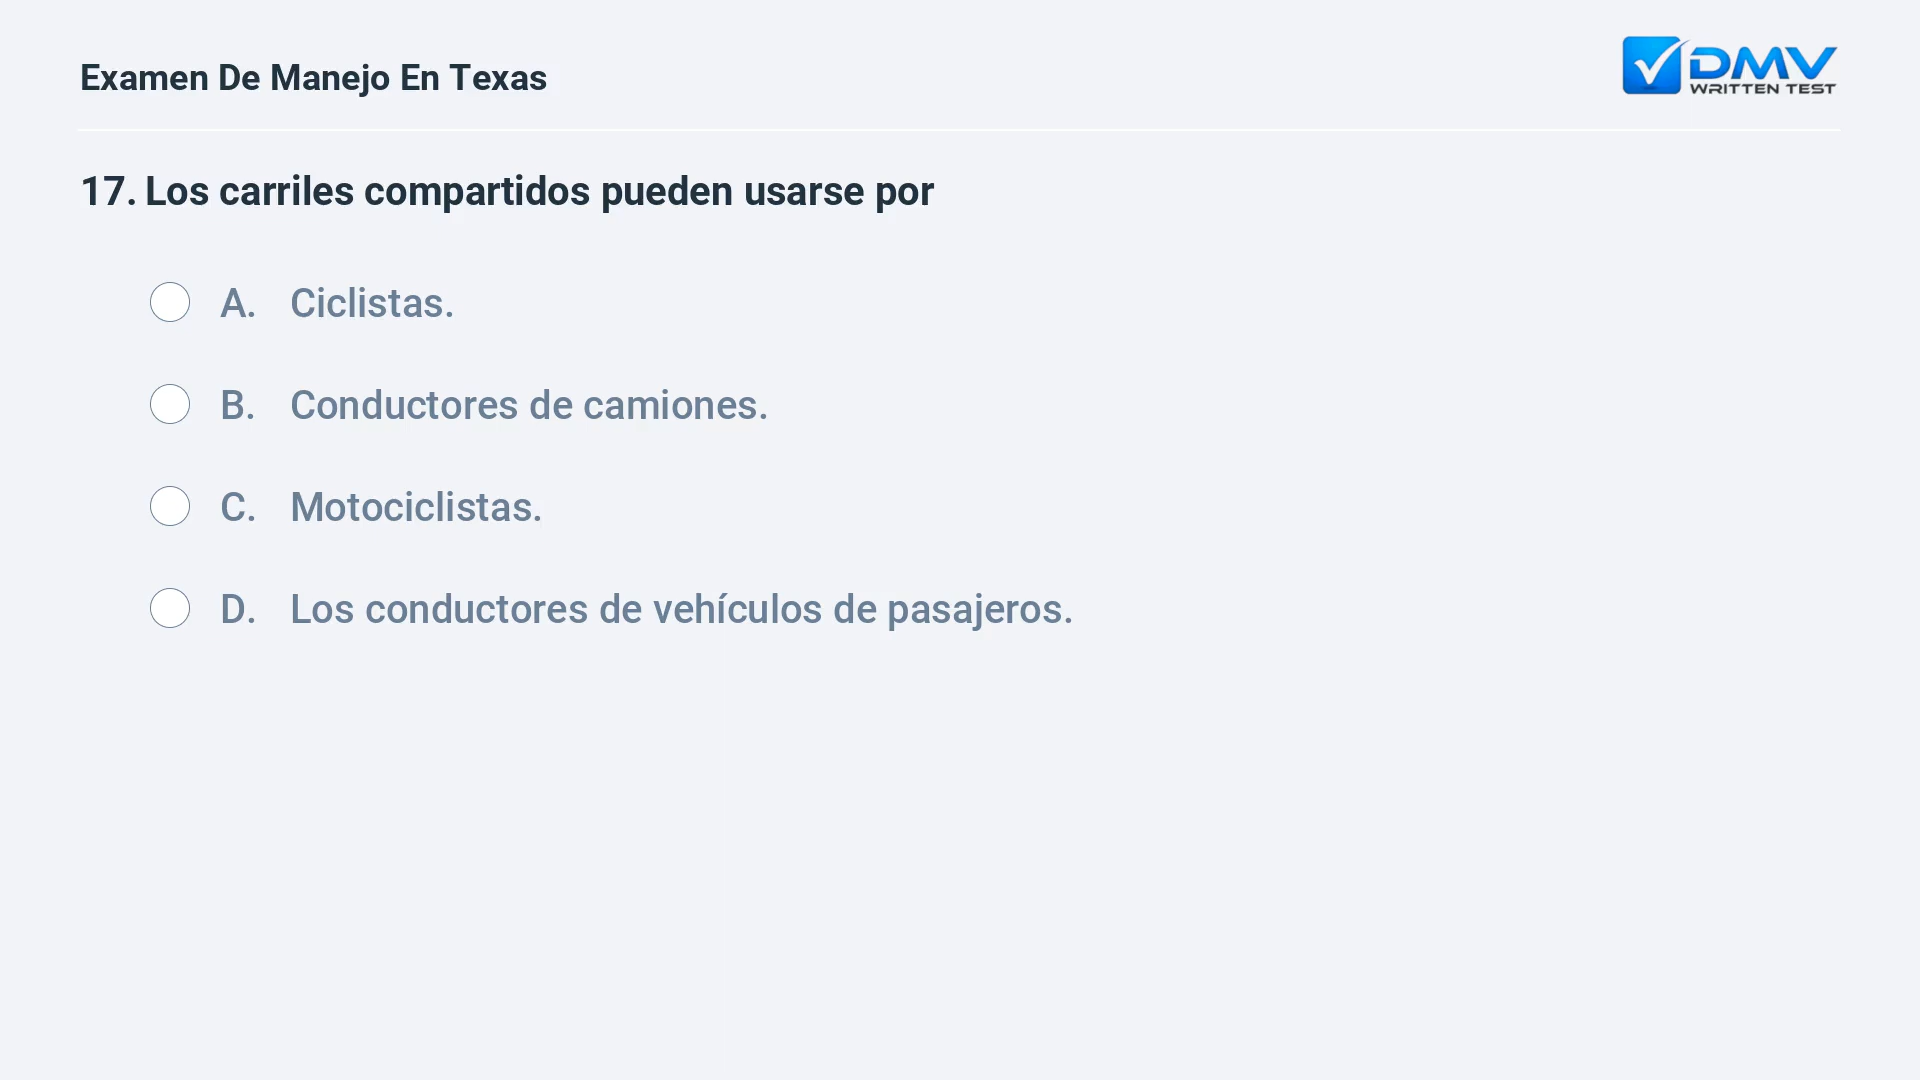 Examen De Manejo En Texas
DMV
WRITTEN TEST
17. Los carriles compartidos pueden usarse por
A. Ciclistas.
B. Conductores de camiones.
C. Motociclistas.
D. Los conductores de vehículos de pasajeros.